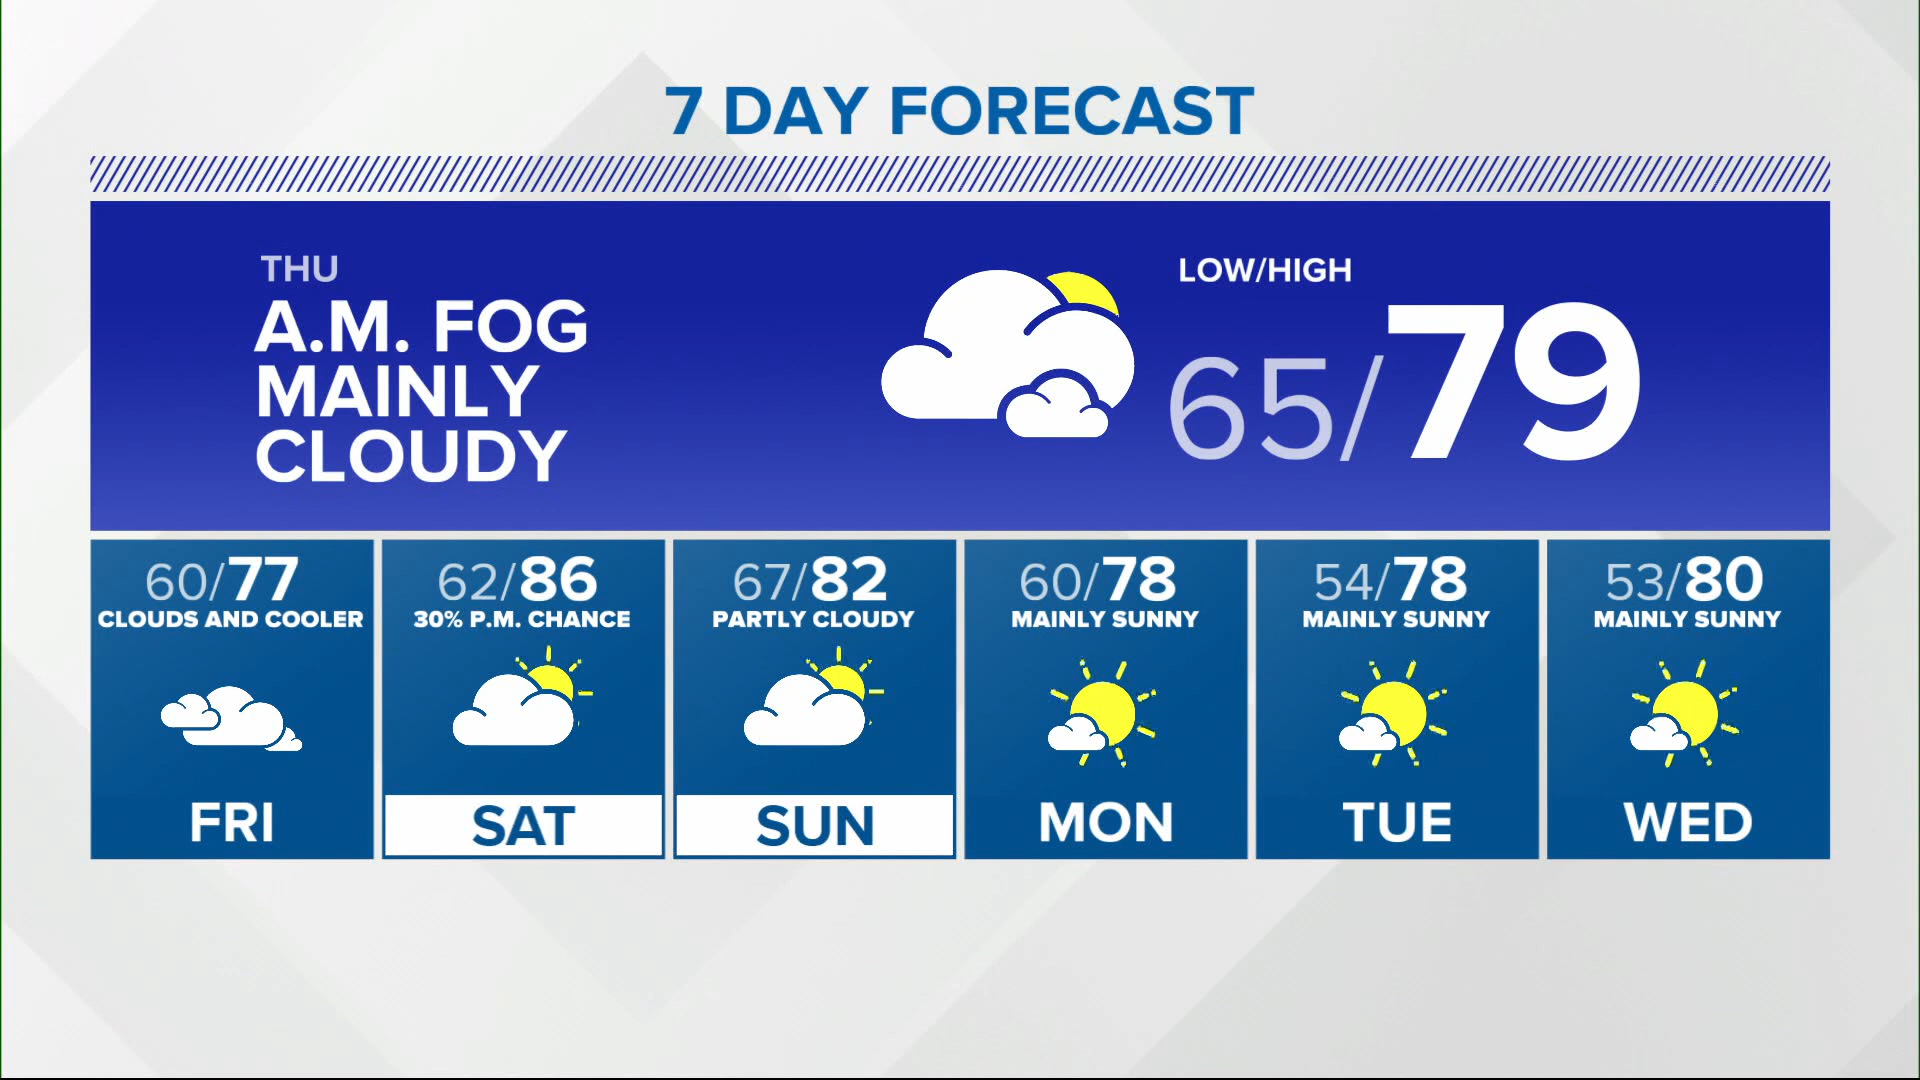 7 DAY FORECAST
THU
A.M. FOG
MAINLY
CLOUDY
LOW/HIGH
65/79
60/77
CLOUDS AND COOLER
FRI
62/86
30% P.M. CHANCE
SAT
67/82
PARTLY CLOUDY
SUN
60/78
MAINLY SUNNY
MON
54/78
MAINLY SUNNY
TUE
53/80
MAINLY SUNNY
WED